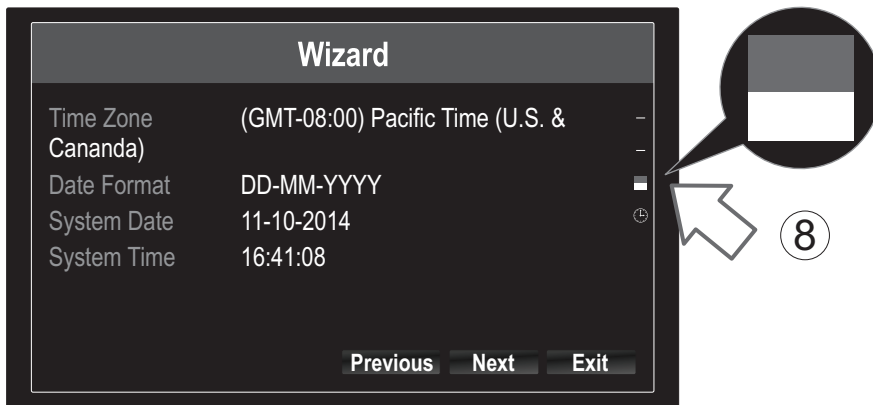 Wizard
Time Zone (GMT-08:00) Pacific Time (U.S. & –
Cananda) –
Date Format DD-MM-YYYY
System Date 11-10-2014
System Time 16:41:08
Previous Next Exit
8